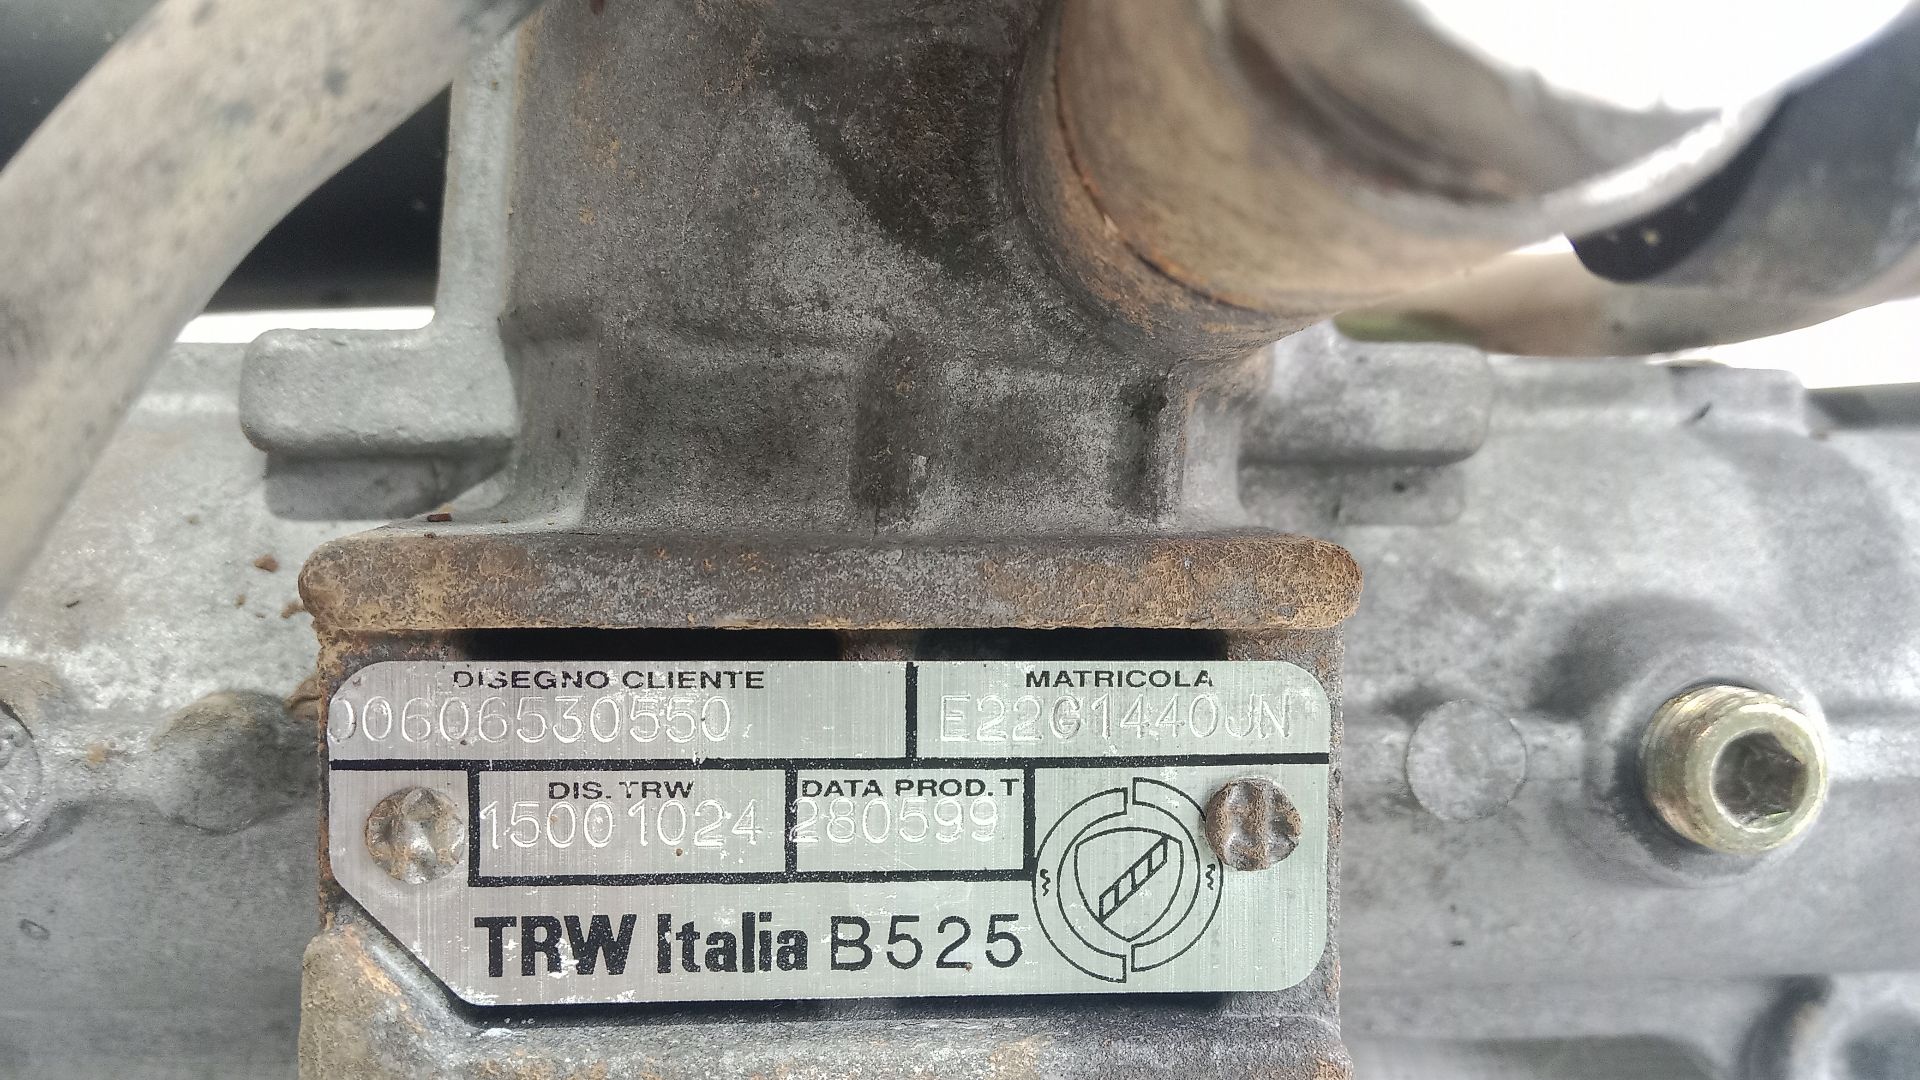 DISEGNO CLIENTE MATRICOLA
00606530550 E22G1440JN
DIS. TRW DATA PROD. T
15001024 280599
TRW Italia B525